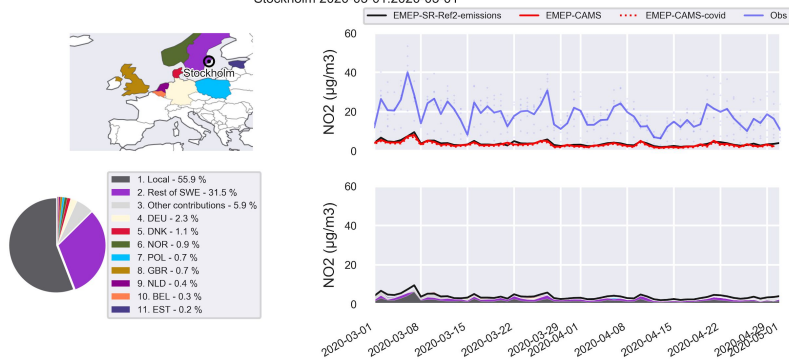 Stockholm 2020-03-01:2020-05-01
EMEP-SR-Ref2-emissions
EMEP-CAMS
EMEP-CAMS-covid
Obs
Stockholm
NO2 (μg/m3)
60
40
20
0
1. Local - 55.9 %
2. Rest of SWE - 31.5 %
3. Other contributions - 5.9 %
4. DEU - 2.3 %
5. DNK - 1.1 %
6. NOR - 0.9 %
7. POL - 0.7 %
8. GBR - 0.7 %
9. NLD - 0.4 %
10. BEL - 0.3 %
11. EST - 0.2 %
NO2 (μg/m3)
60
40
20
0
2020-03-01
2020-03-08
2020-03-15
2020-03-22
2020-03-29
2020-04-01
2020-04-08
2020-04-15
2020-04-22
2020-04-29
2020-05-01